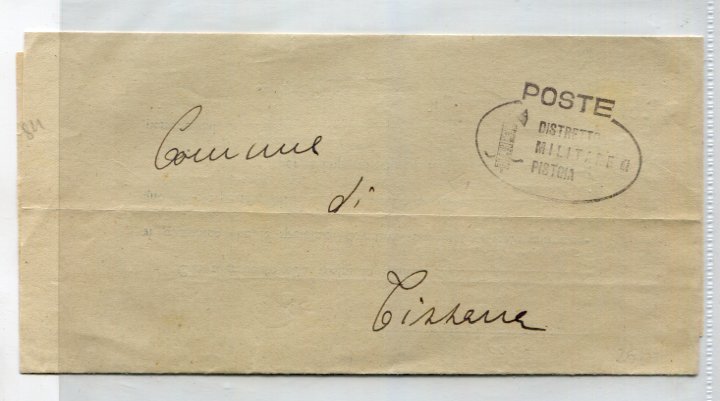 POSTE
DISTRETTO
MILITARE di
PISTOIA
Comune
di
Tizzana